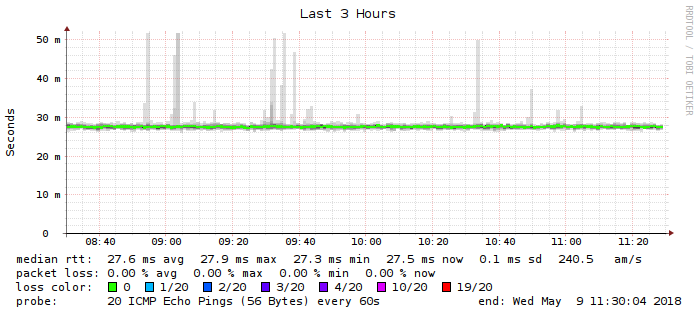 Last 3 Hours
RRDTOOL / TOBI OETIKER
Seconds
50 m
40 m
30 m
20 m
10 m
0
08:40 09:00 09:20 09:40 10:00 10:20 10:40 11:00 11:20
median rtt: 27.6 ms avg 27.9 ms max 27.3 ms min 27.5 ms now 0.1 ms sd 240.5 am/s
packet loss: 0.00 % avg 0.00 % max 0.00 % min 0.00 % now
loss color: 0 1/20 2/20 3/20 4/20 10/20 19/20
probe: 20 ICMP Echo Pings (56 Bytes) every 60s end: Wed May 9 11:30:04 2018